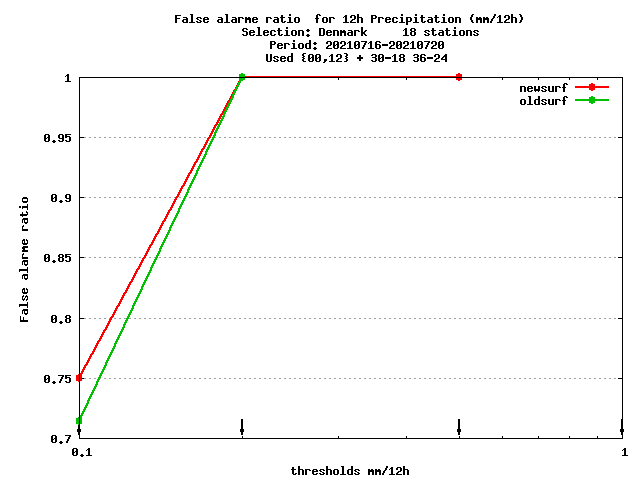 False alarme ratio  for 12h Precipitation (mm/12h)
Selection: Denmark     18 stations
Period: 20210716-20210720
Used {00,12} + 30-18 36-24
newsurf
oldsurf
1
0.95
0.9
0.85
0.8
0.75
0.7
False alarme ratio
0.1
1
thresholds mm/12h